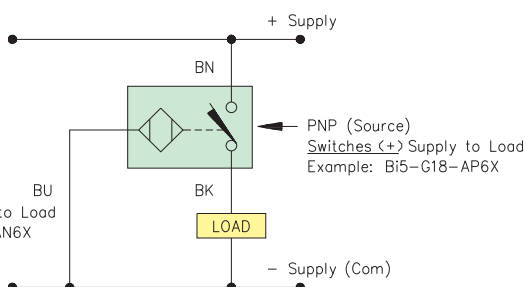 + Supply
BN
PNP (Source)
Switches (+) Supply to Load
Example: Bi5-G18-AP6X
BU
to Load
AN6X
BK
LOAD
- Supply (Com)